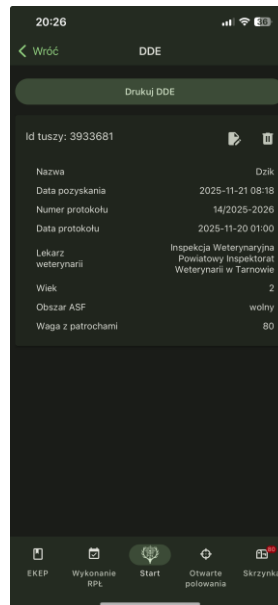 20:26
Wróć
DDE
Drukuj DDE
Id tuszy: 3933681
Nazwa Dzik
Data pozyskania 2025-11-21 08:18
Numer protokołu 14/2025-2026
Data protokołu 2025-11-20 01:00
Lekarz weterynarii
Inspekcja Weterynaryjna
Powiatowy Inspektorat
Weterynarii w Tarnowie
Wiek 2
Obszar ASF wolny
Waga z patrochami 80
EKEP
Wykonanie
RPŁ
Start
Otwarte
polowania
Skrzynka